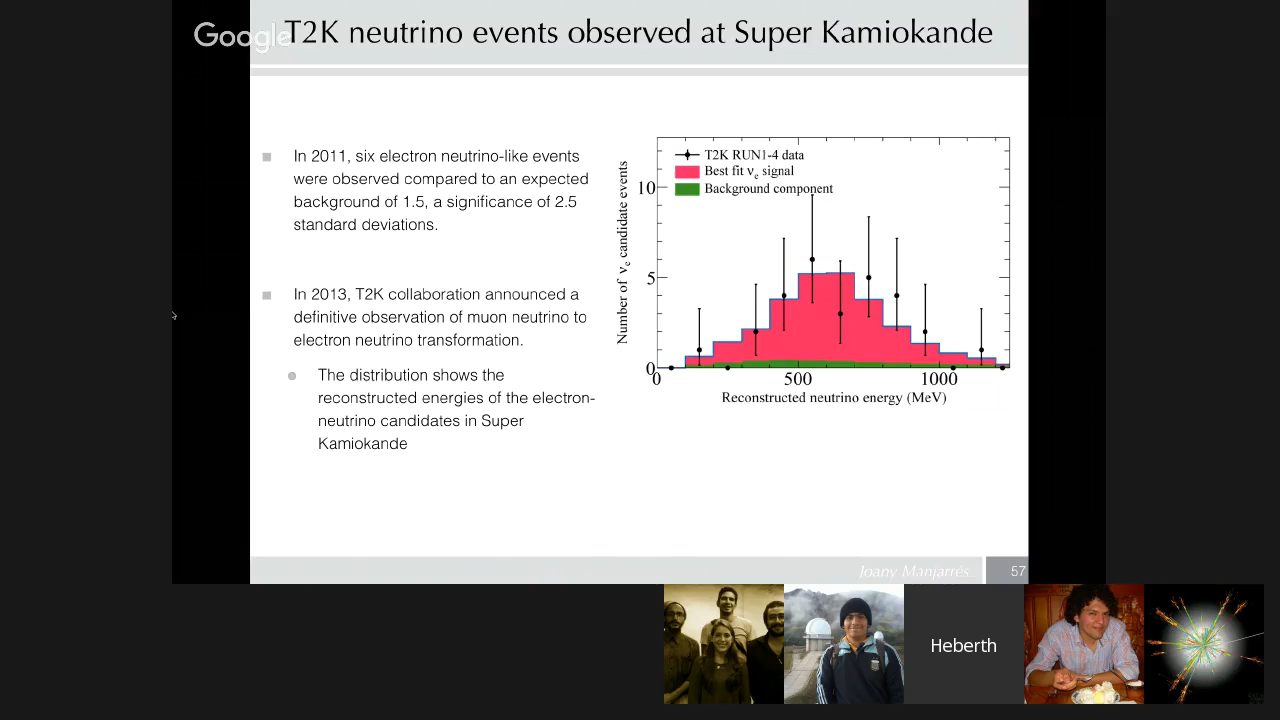 Google
T2K neutrino events observed at Super Kamiokande
In 2011, six electron neutrino-like events
were observed compared to an expected
background of 1.5, a significance of 2.5
standard deviations.
In 2013, T2K collaboration announced a
definitive observation of muon neutrino to
electron neutrino transformation.
The distribution shows the
reconstructed energies of the electron-
neutrino candidates in Super
Kamiokande
T2K RUN1-4 data
Best fit νe signal
Background component
Number of νe candidate events
10
5
0
0 500 1000
Reconstructed neutrino energy (MeV)
Joany Manjarrés 57
Heberth